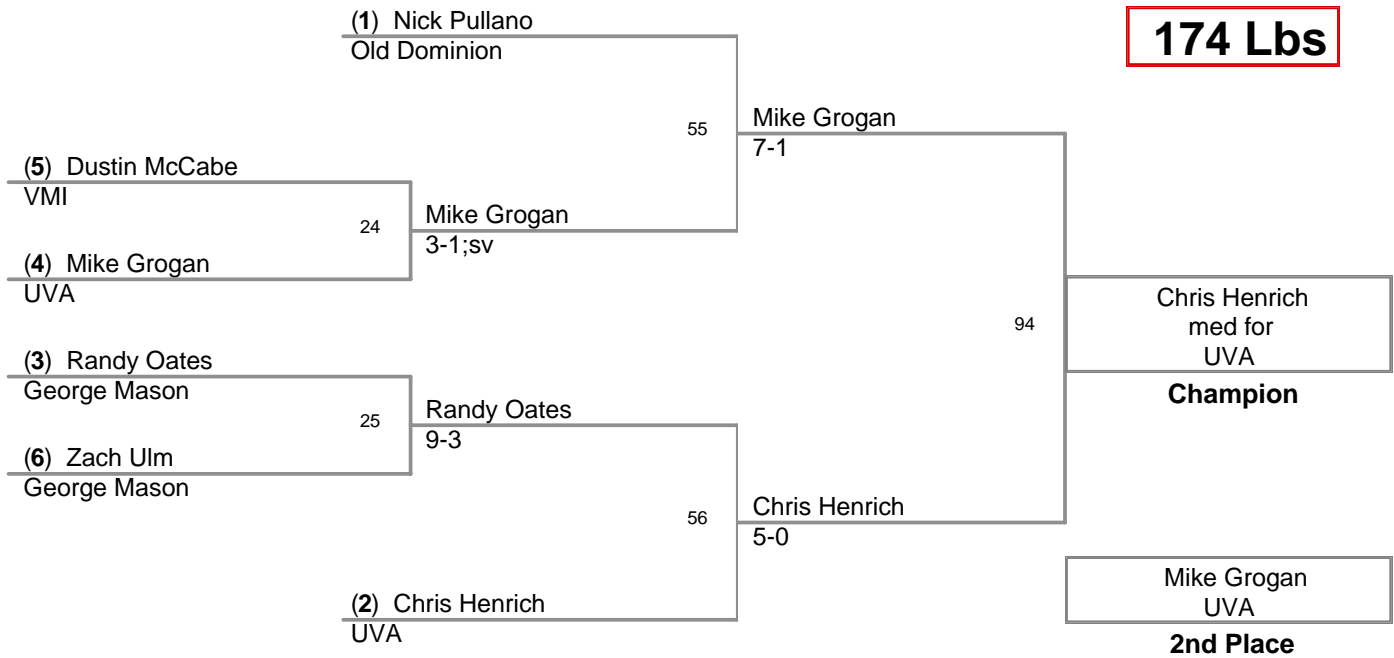 (1) Nick Pullano
Old Dominion
174 Lbs
55
Mike Grogan
7-1
(5) Dustin McCabe
VMI
24
Mike Grogan
3-1;sv
(4) Mike Grogan
UVA
94
Chris Henrich
med for
UVA
Champion
(3) Randy Oates
George Mason
25
Randy Oates
9-3
(6) Zach Ulm
George Mason
56
Chris Henrich
5-0
(2) Chris Henrich
UVA
Mike Grogan
UVA
2nd Place